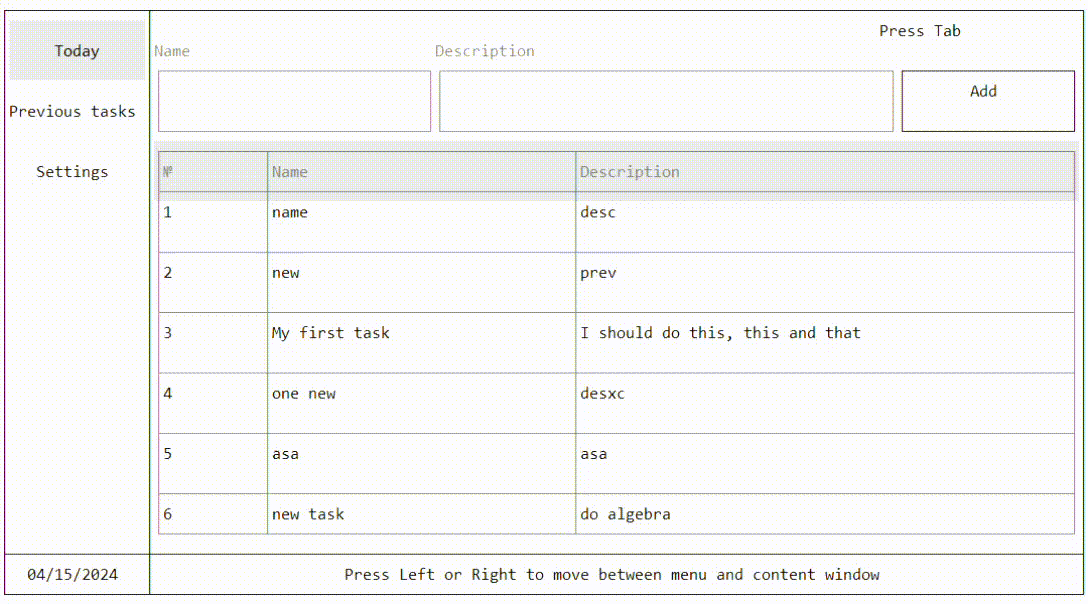 Press Tab
Today
Name Description
Add
Previous tasks
Settings
№ Name Description
1 name desc
2 new prev
3 My first task I should do this, this and that
4 one new desxc
5 asa asa
6 new task do algebra
04/15/2024 Press Left or Right to move between menu and content window